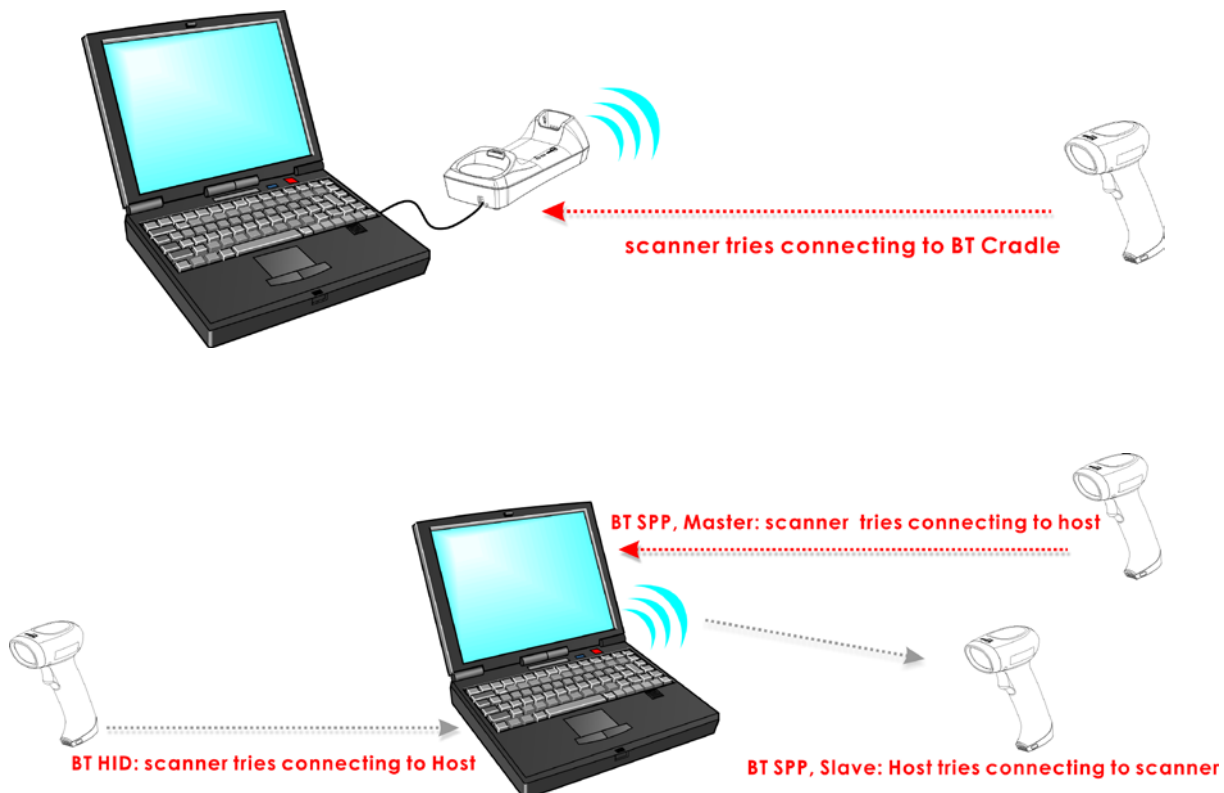 scanner tries connecting to BT Cradle
BT SPP, Master: scanner tries connecting to host
BT HID: scanner tries connecting to Host
BT SPP, Slave: Host tries connecting to scanner